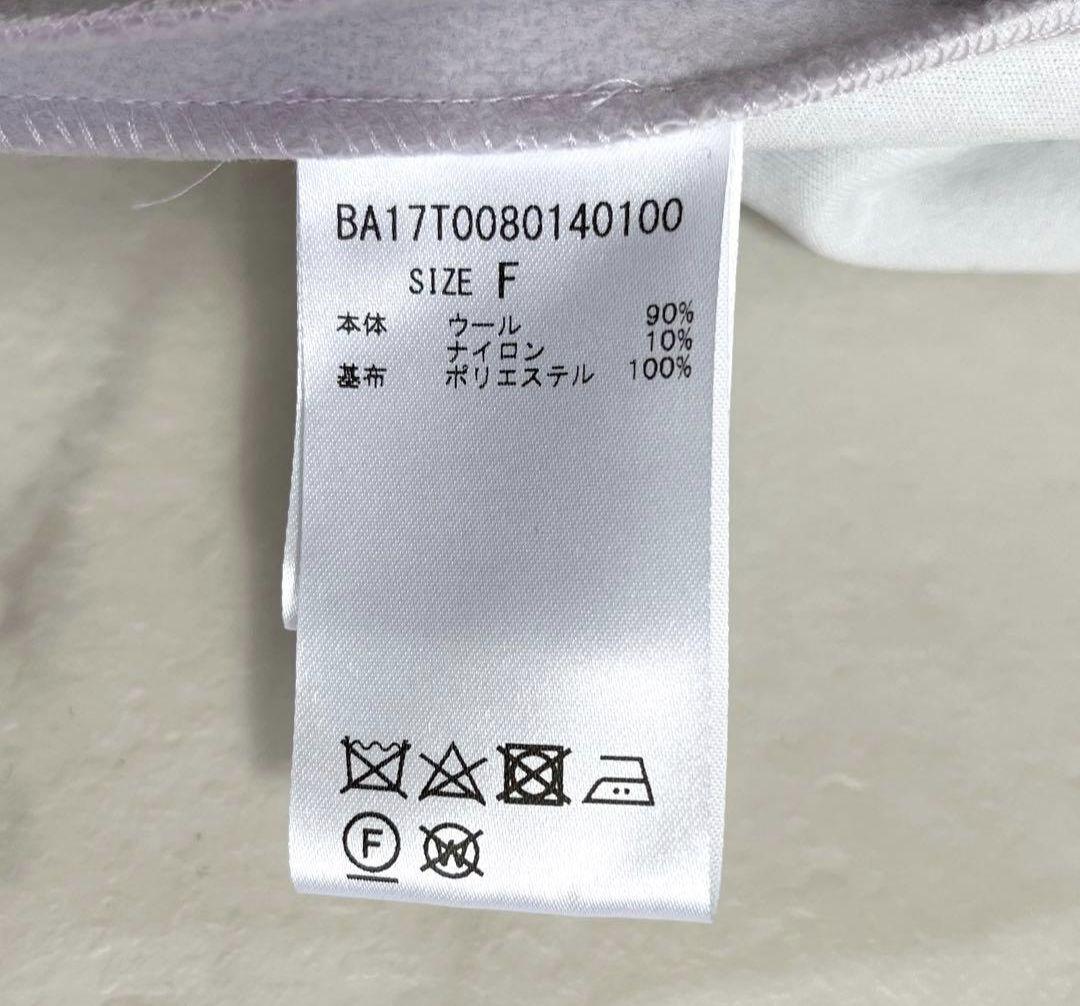 BA17T0080140100
SIZE F
本体 ウール 90%
ナイロン 10%
基布 ポリエステル 100%
F
W